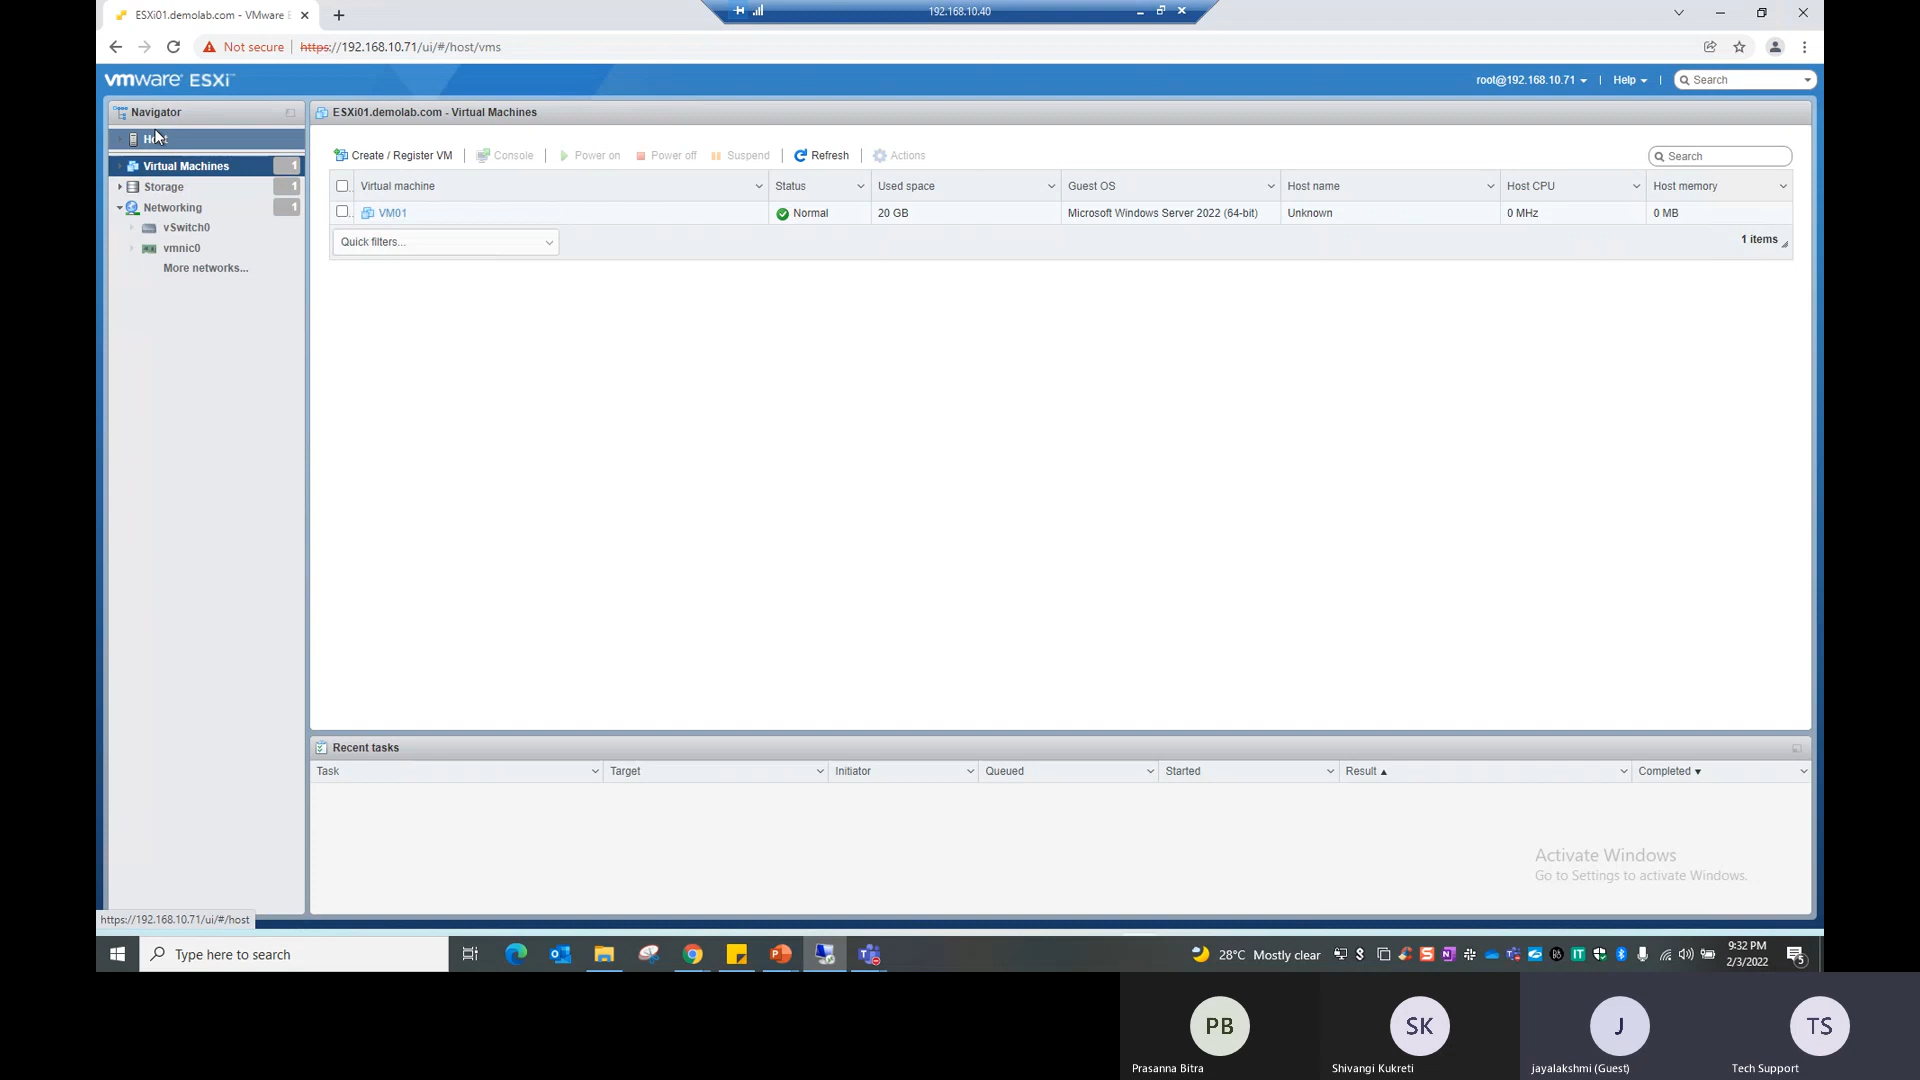 ESXi01.demolab.com - VMware E
192.168.10.40
Not secure
https://192.168.10.71/ui/#/host/vms
vmware ESXi™
root@192.168.10.71
Help
Search
Navigator
Host
Virtual Machines 1
Storage 1
Networking 1
vSwitch0
vmnic0
More networks...
ESXi01.demolab.com - Virtual Machines
Create / Register VM
Console
Power on
Power off
Suspend
Refresh
Actions
Search
Virtual machine Status Used space Guest OS Host name Host CPU Host memory
VM01 Normal 20 GB Microsoft Windows Server 2022 (64-bit) Unknown 0 MHz 0 MB
Quick filters...
1 items
Recent tasks
Task Target Initiator Queued Started Result Completed
Activate Windows
Go to Settings to activate Windows.
https://192.168.10.71/ui/#/host
Type here to search
28°C Mostly clear
9:32 PM
2/3/2022
5
PB
Prasanna Bitra
SK
Shivangi Kukreti
J
jayalakshmi (Guest)
TS
Tech Support